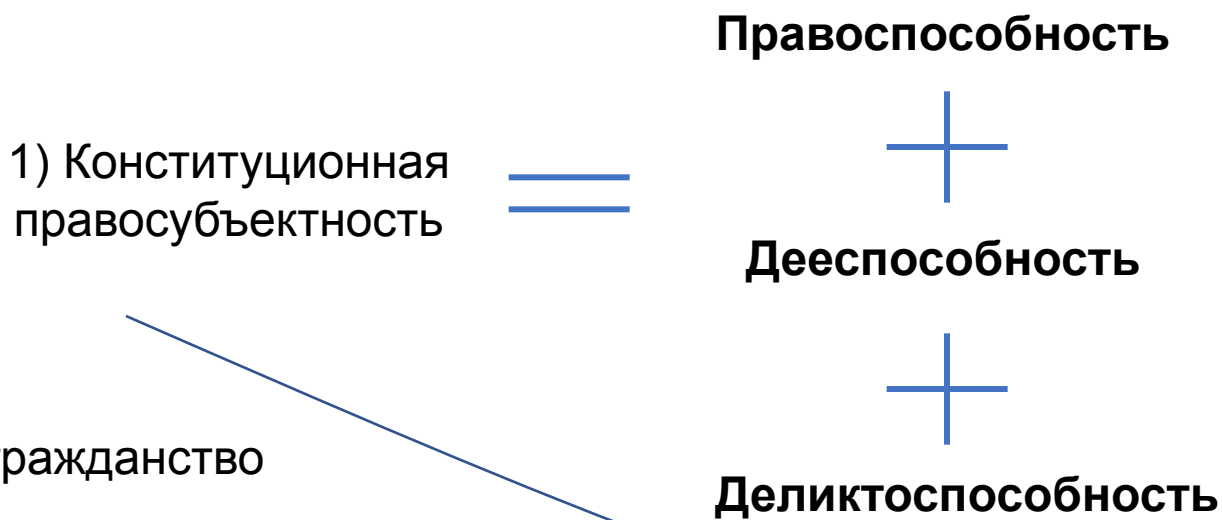 Правоспособность
1) Конституционная
правосубъектность
Дееспособность
ражданство
Деликтоспособность